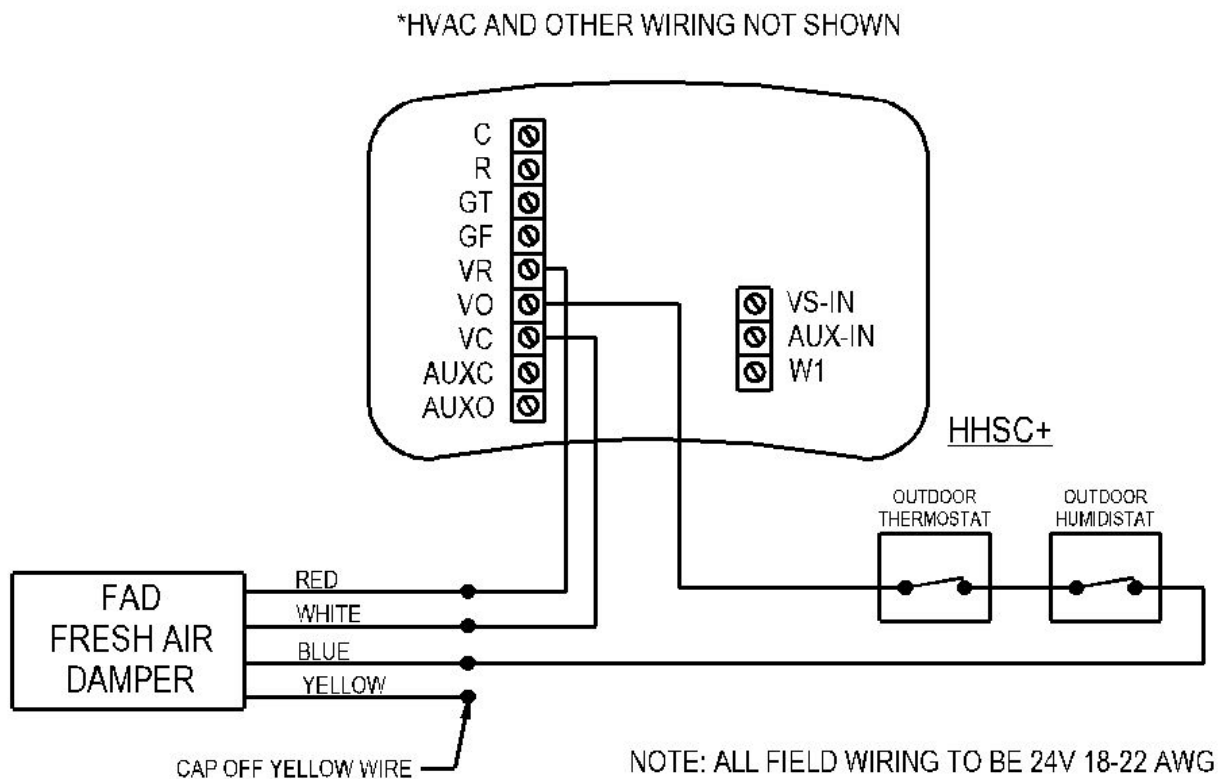 *HVAC AND OTHER WIRING NOT SHOWN
C
R
GT
GF
VR
VO
VC
AUXC
AUXO
VS-IN
AUX-IN
W1
HHSC+
OUTDOOR
THERMOSTAT
OUTDOOR
HUMIDISTAT
FAD
FRESH AIR
DAMPER
RED
WHITE
BLUE
YELLOW
CAP OFF YELLOW WIRE
NOTE: ALL FIELD WIRING TO BE 24V 18-22 AWG